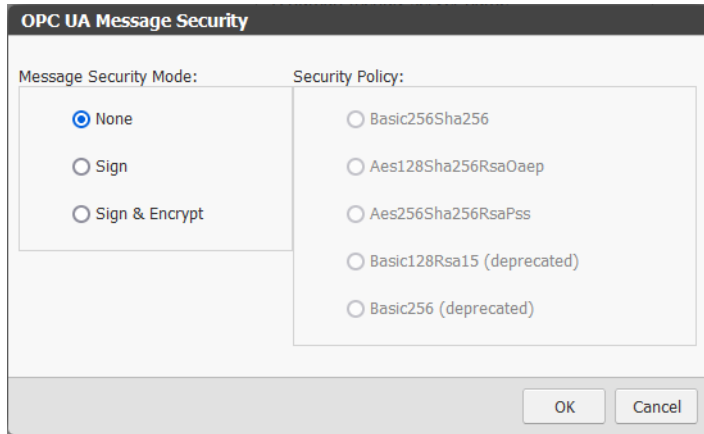 OPC UA Message Security
Message Security Mode:
None
Sign
Sign & Encrypt
Security Policy:
Basic256Sha256
Aes128Sha256RsaOaep
Aes256Sha256RsaPss
Basic128Rsa15 (deprecated)
Basic256 (deprecated)
OK
Cancel